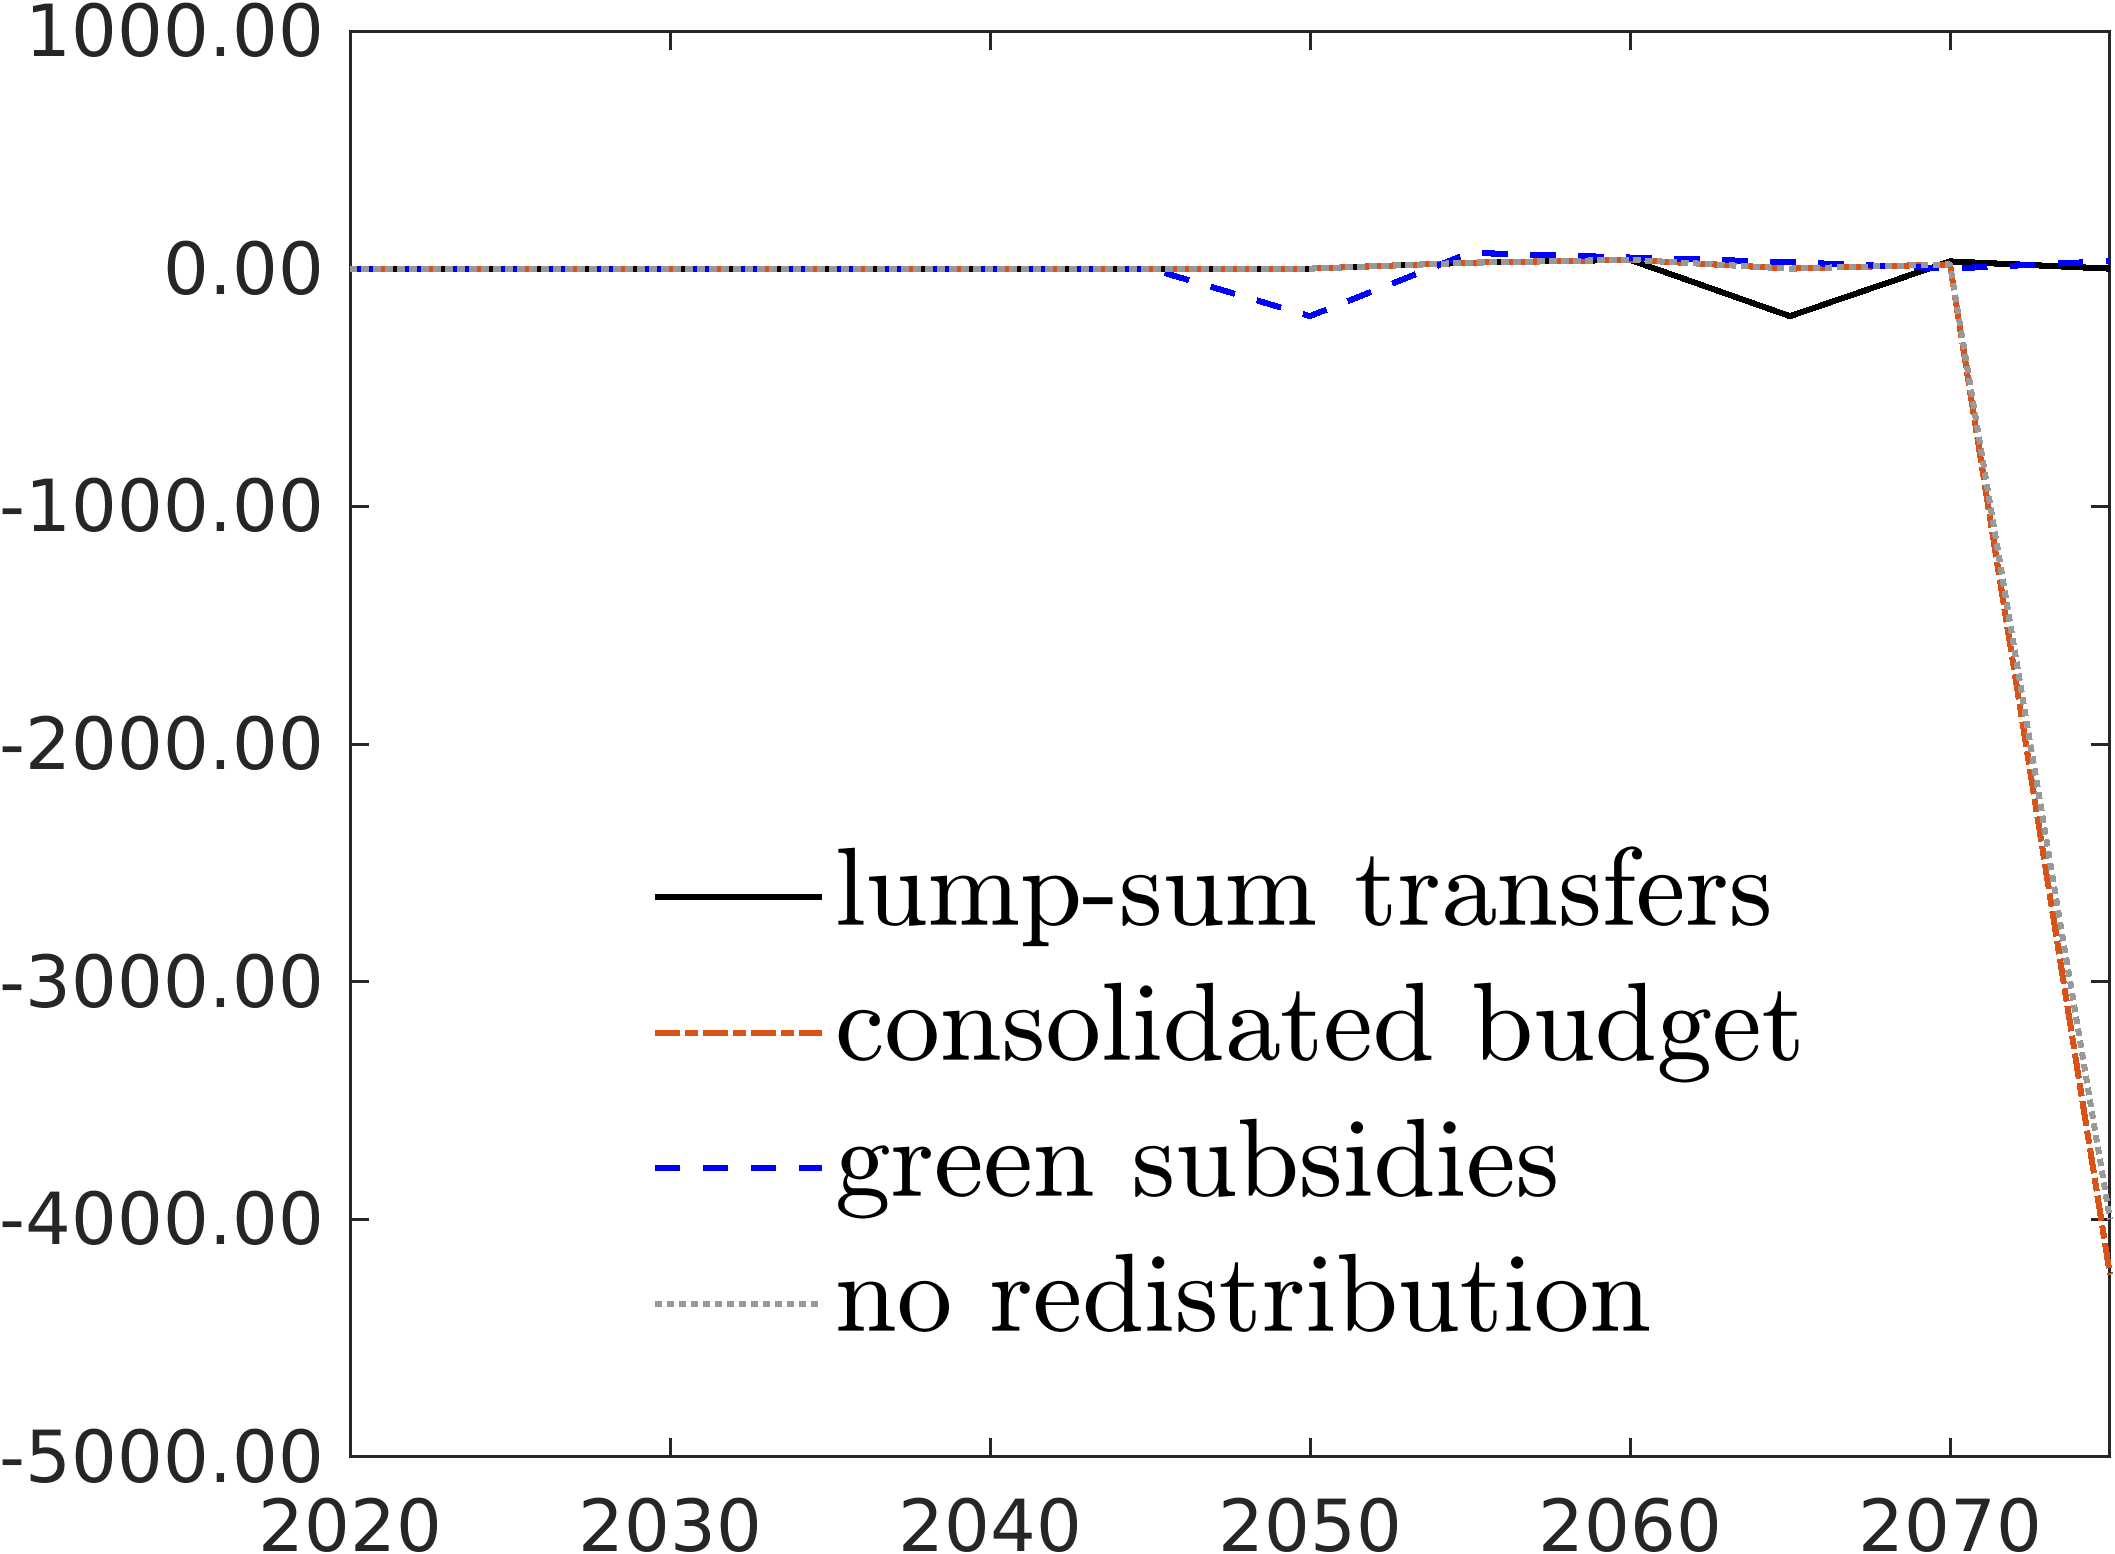 1000.00
0.00
-1000.00
-2000.00
-3000.00
-4000.00
-5000.00
lump-sum transfers
consolidated budget
green subsidies
no redistribution
2020 2030 2040 2050 2060 2070